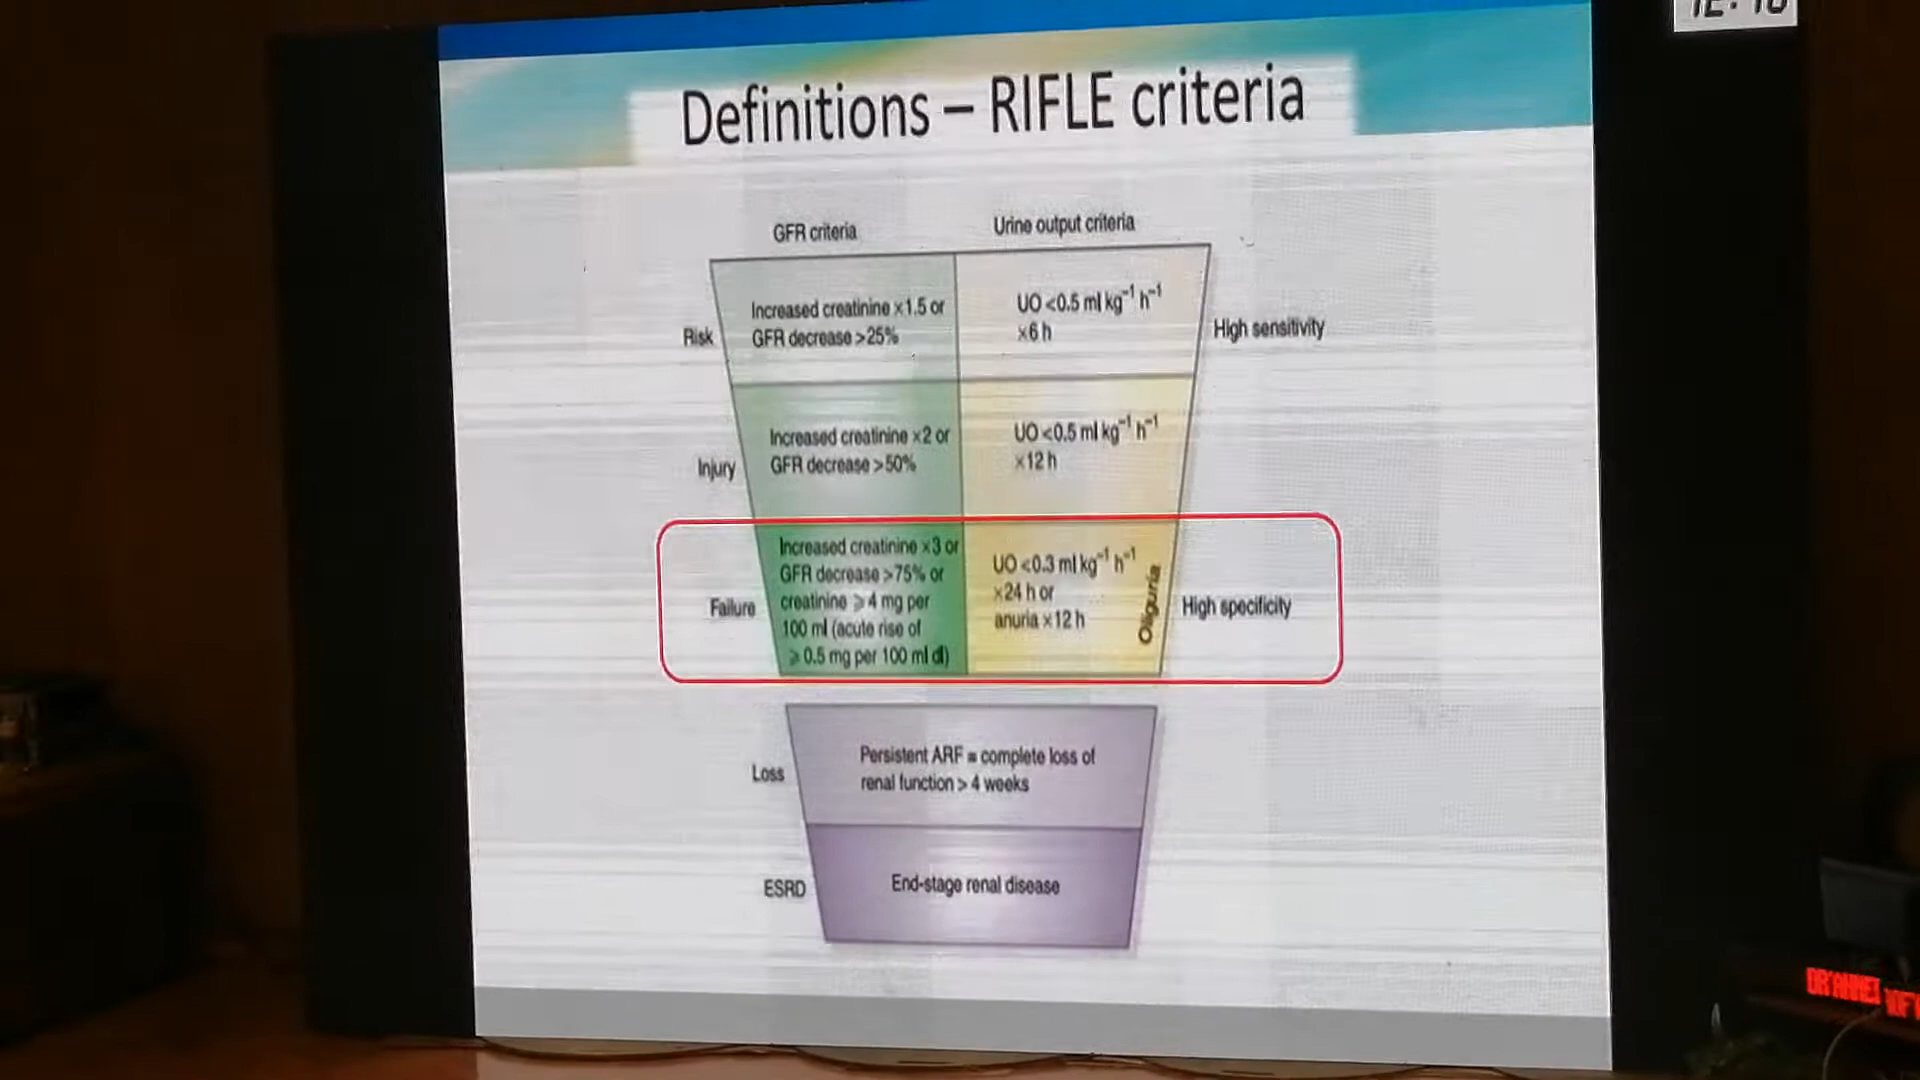 Definitions – RIFLE criteria
GFR criteria
Urine output criteria
Risk
Increased creatinine ×1.5 or
GFR decrease >25%
UO <0.5 ml kg⁻¹ h⁻¹
×6 h
High sensitivity
Injury
Increased creatinine ×2 or
GFR decrease >50%
UO <0.5 ml kg⁻¹ h⁻¹
×12 h
Failure
Increased creatinine ×3 or
GFR decrease >75% or
creatinine ⩾4 mg per
100 ml (acute rise of
⩾0.5 mg per 100 ml dl)
UO <0.3 ml kg⁻¹ h⁻¹
×24 h or
anuria ×12 h
Oliguria
High specificity
Loss
Persistent ARF = complete loss of
renal function > 4 weeks
ESRD
End-stage renal disease